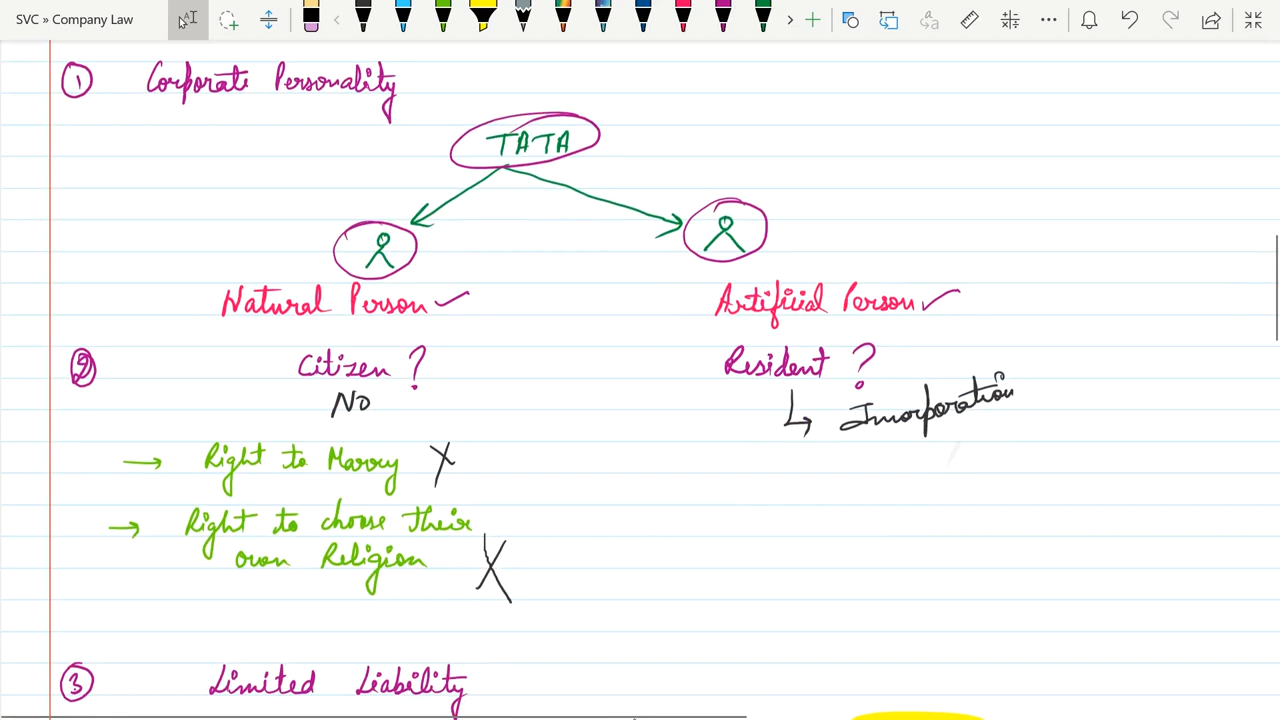 SVC » Company Law
① Corporate Personality
TATA
Natural Person ✓ Artificial Person ✓
② Citizen ? Resident ?
NO ↳ Incorporation
→ Right to Marry X
→ Right to choose Their
own Religion X
③ Limited Liability